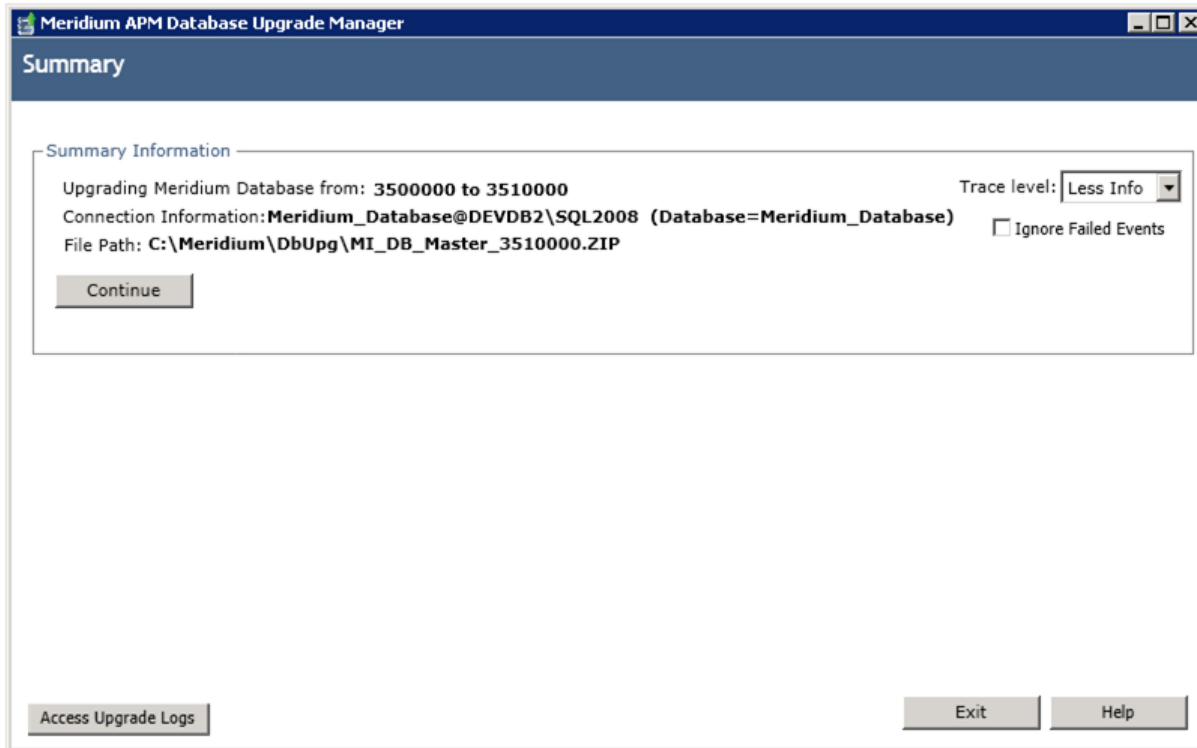 Meridium APM Database Upgrade Manager
Summary
Summary Information
Upgrading Meridium Database from: 3500000 to 3510000
Trace level: Less Info
Connection Information:Meridium_Database@DEVDB2\SQL2008 (Database=Meridium_Database)
Ignore Failed Events
File Path: C:\Meridium\DbUpg\MI_DB_Master_3510000.ZIP
Continue
Access Upgrade Logs
Exit
Help